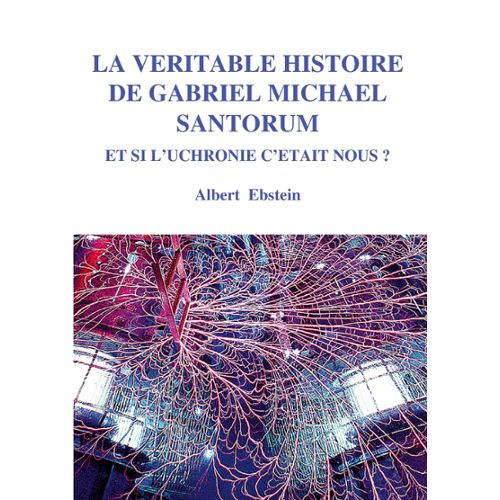 LA VERITABLE HISTOIRE
DE GABRIEL MICHAEL
SANTORUM
ET SI L’UCHRONIE C’ETAIT NOUS ?
Albert Ebstein